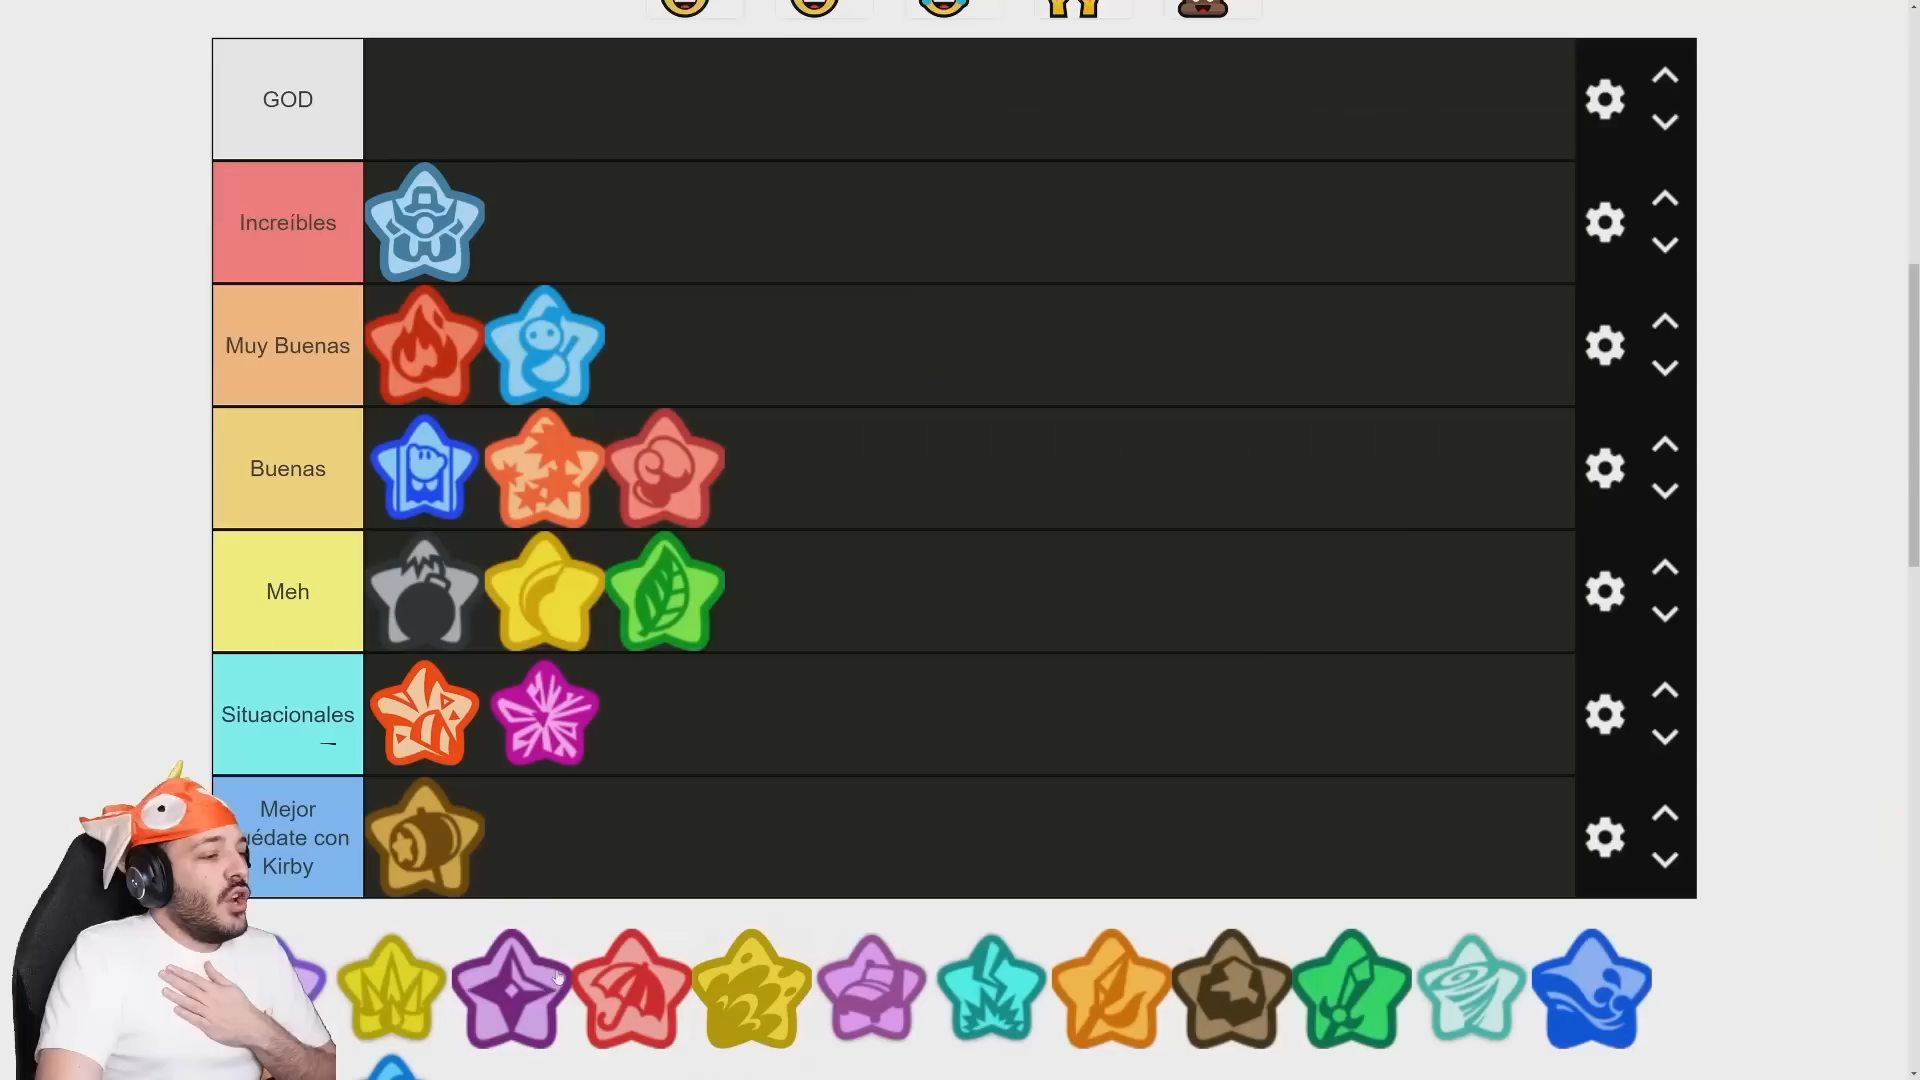 GOD
Increíbles
Muy Buenas
Buenas
Meh
Situacionales
Mejor
édate con
Kirby